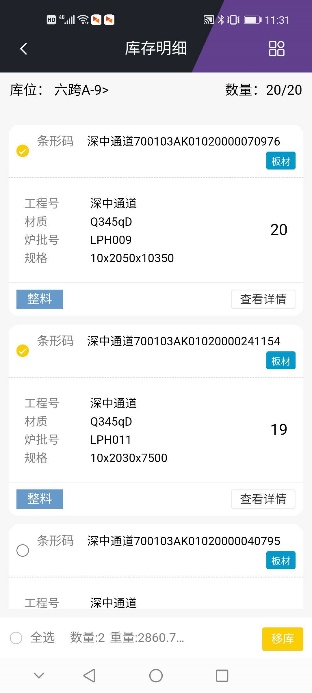 HD 4G 11:31
库存明细
库位： 六跨A-9> 数量：20/20
条形码 深中通道700103AK01020000070976
板材
工程号 深中通道
材质 Q345qD
炉批号 LPH009
规格 10x2050x10350
20
整料 查看详情
条形码 深中通道700103AK01020000241154
板材
工程号 深中通道
材质 Q345qD
炉批号 LPH011
规格 10x2030x7500
19
整料 查看详情
条形码 深中通道700103AK01020000040795
板材
工程号 深中通道
全选 数量:2 重量:2860.7... 移库